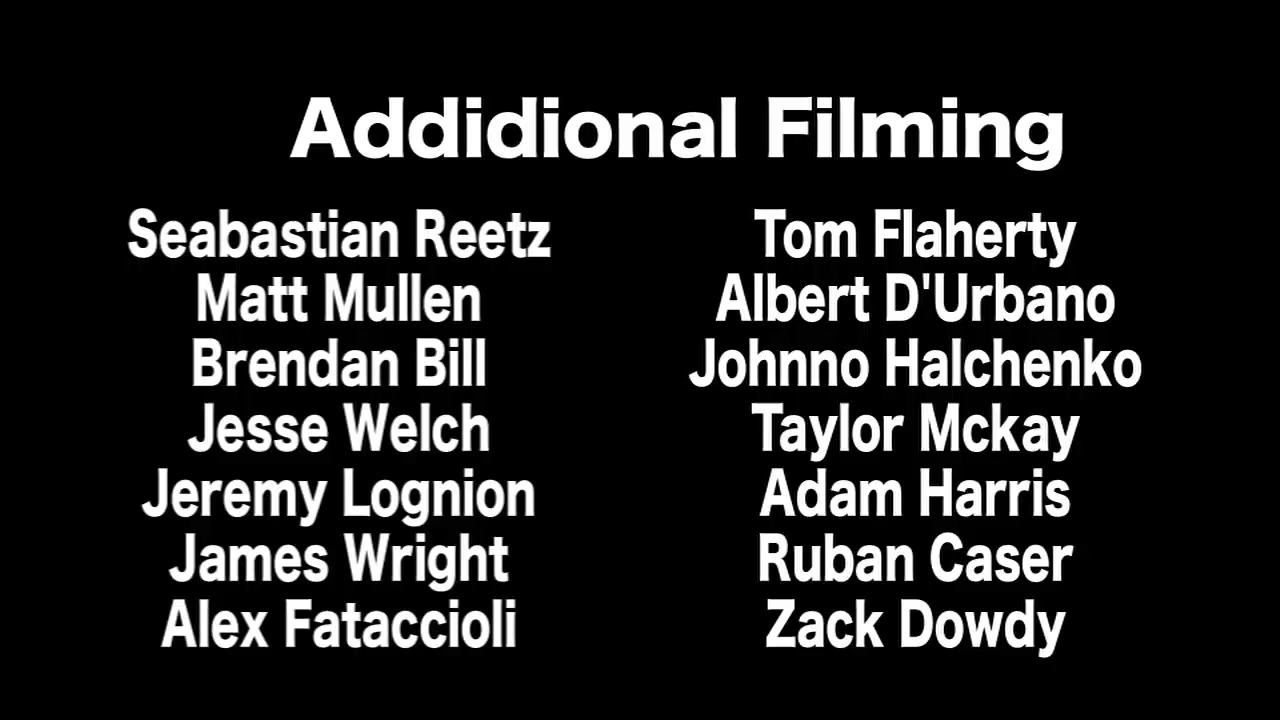 Addidional Filming
Seabastian Reetz
Matt Mullen
Brendan Bill
Jesse Welch
Jeremy Lognion
James Wright
Alex Fataccioli
Tom Flaherty
Albert D'Urbano
Johnno Halchenko
Taylor Mckay
Adam Harris
Ruban Caser
Zack Dowdy